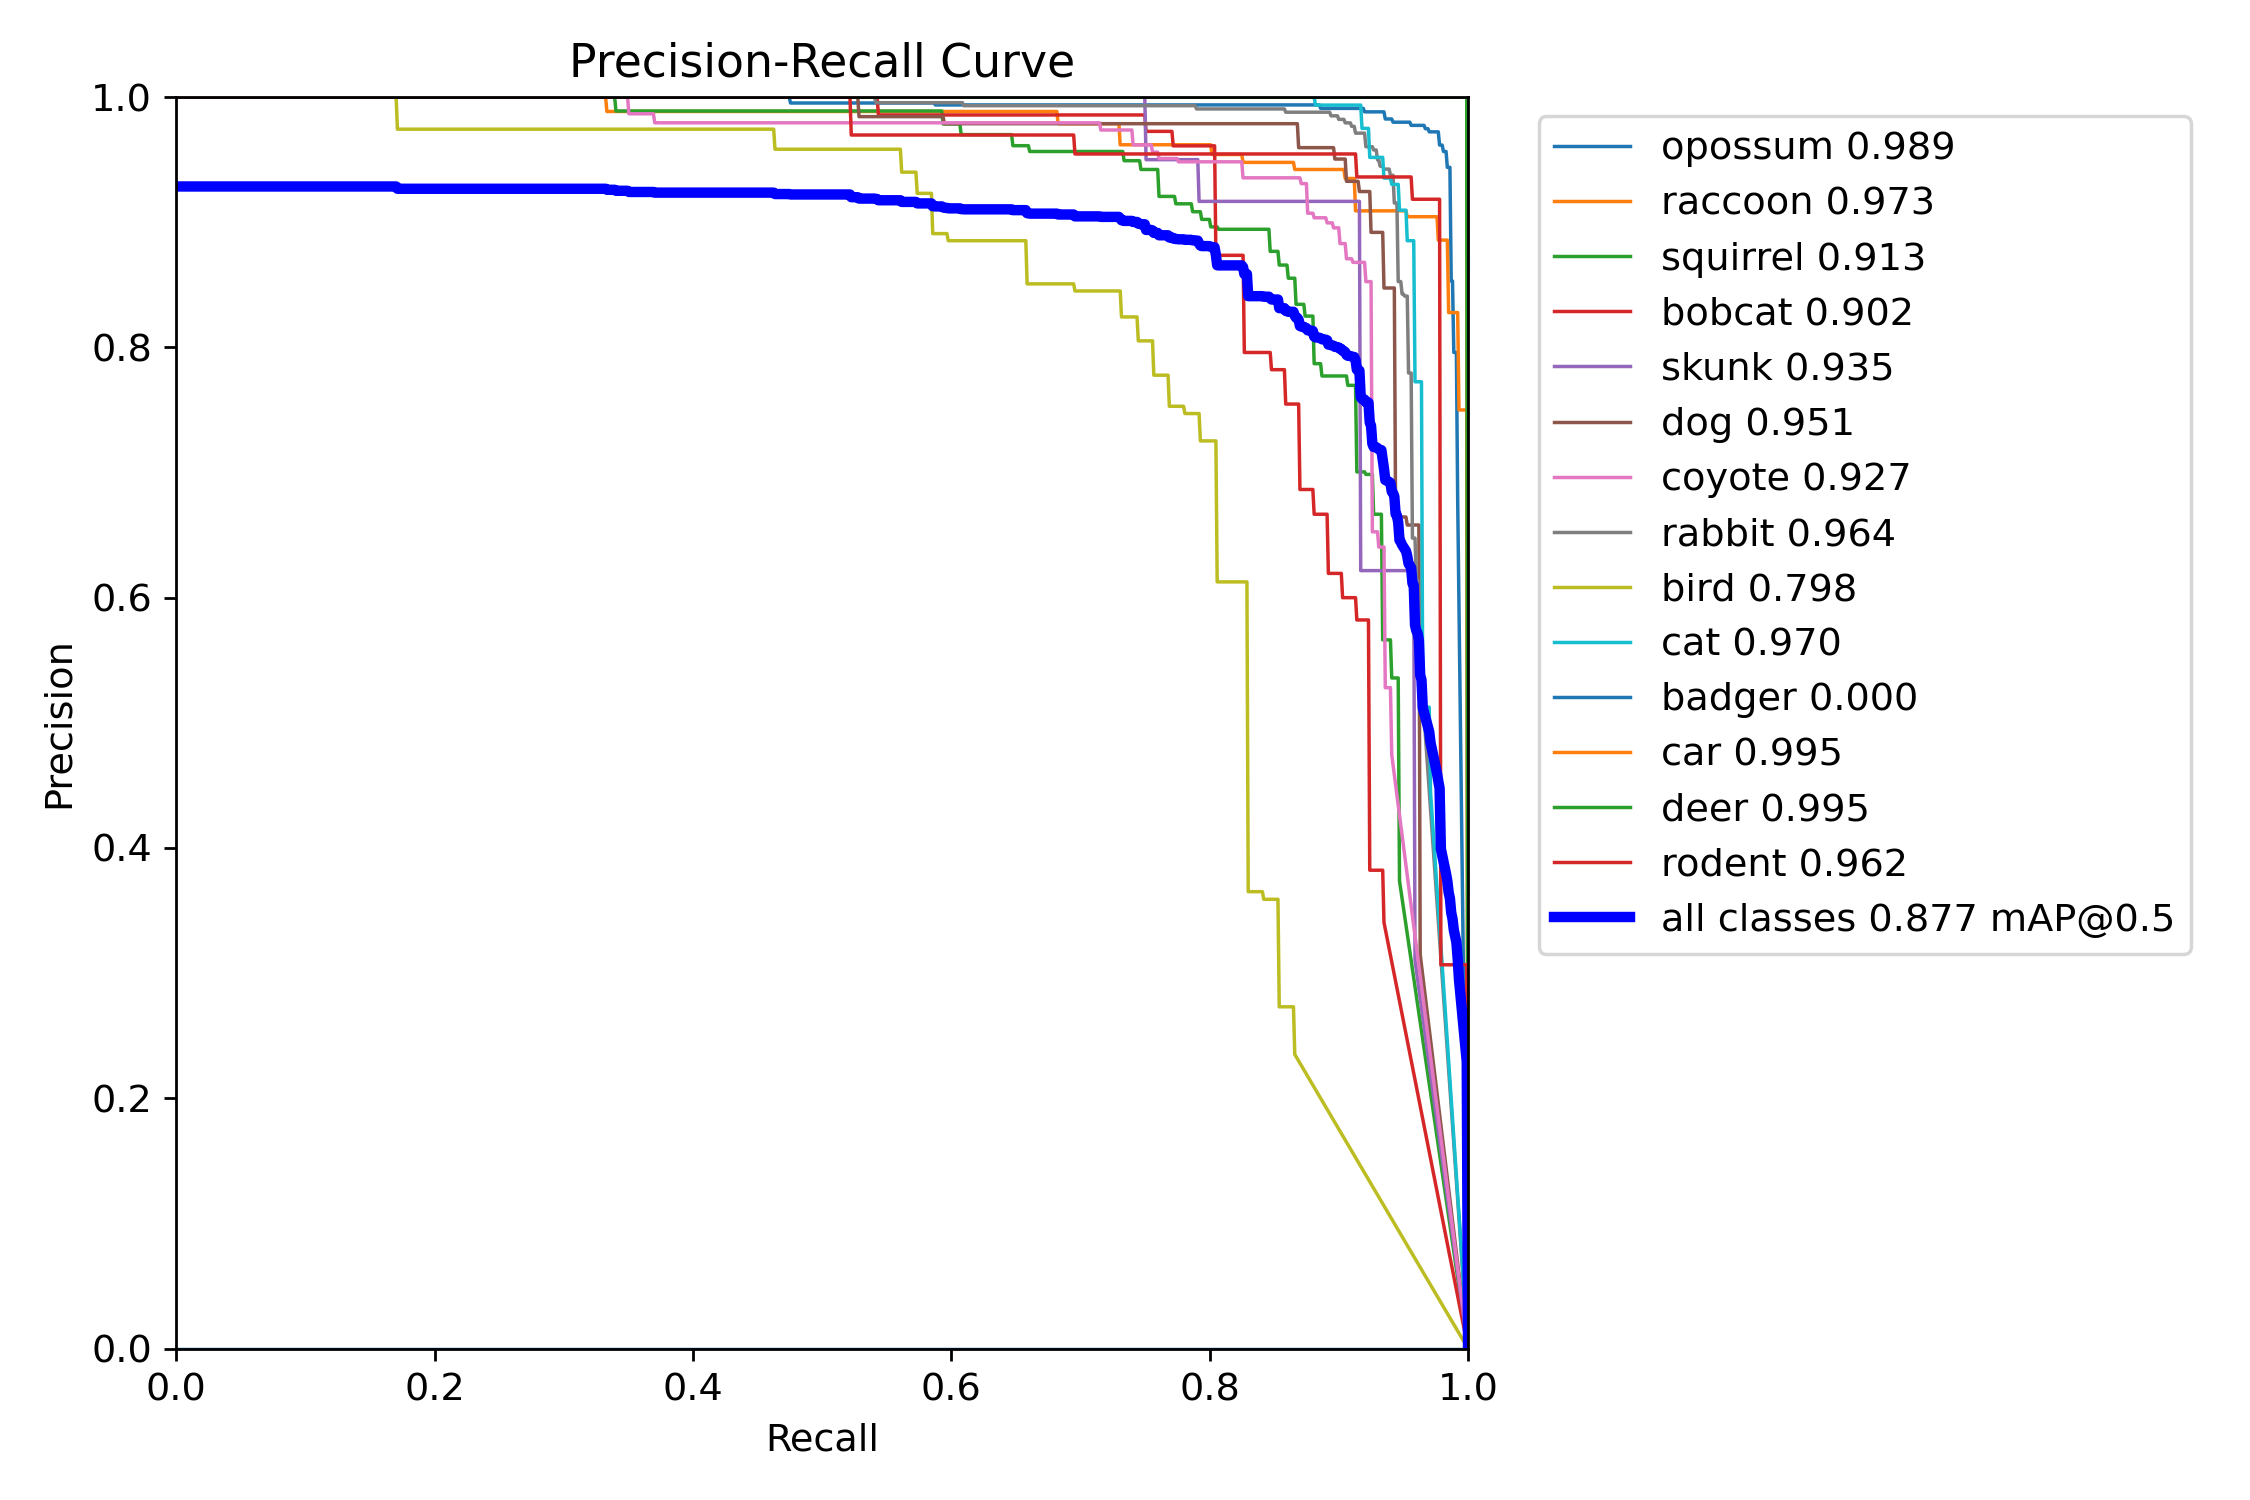 Precision-Recall Curve
1.0
0.8
0.6
0.4
0.2
0.0
Precision
0.0 0.2 0.4 0.6 0.8 1.0
Recall
opossum 0.989
raccoon 0.973
squirrel 0.913
bobcat 0.902
skunk 0.935
dog 0.951
coyote 0.927
rabbit 0.964
bird 0.798
cat 0.970
badger 0.000
car 0.995
deer 0.995
rodent 0.962
all classes 0.877 mAP@0.5